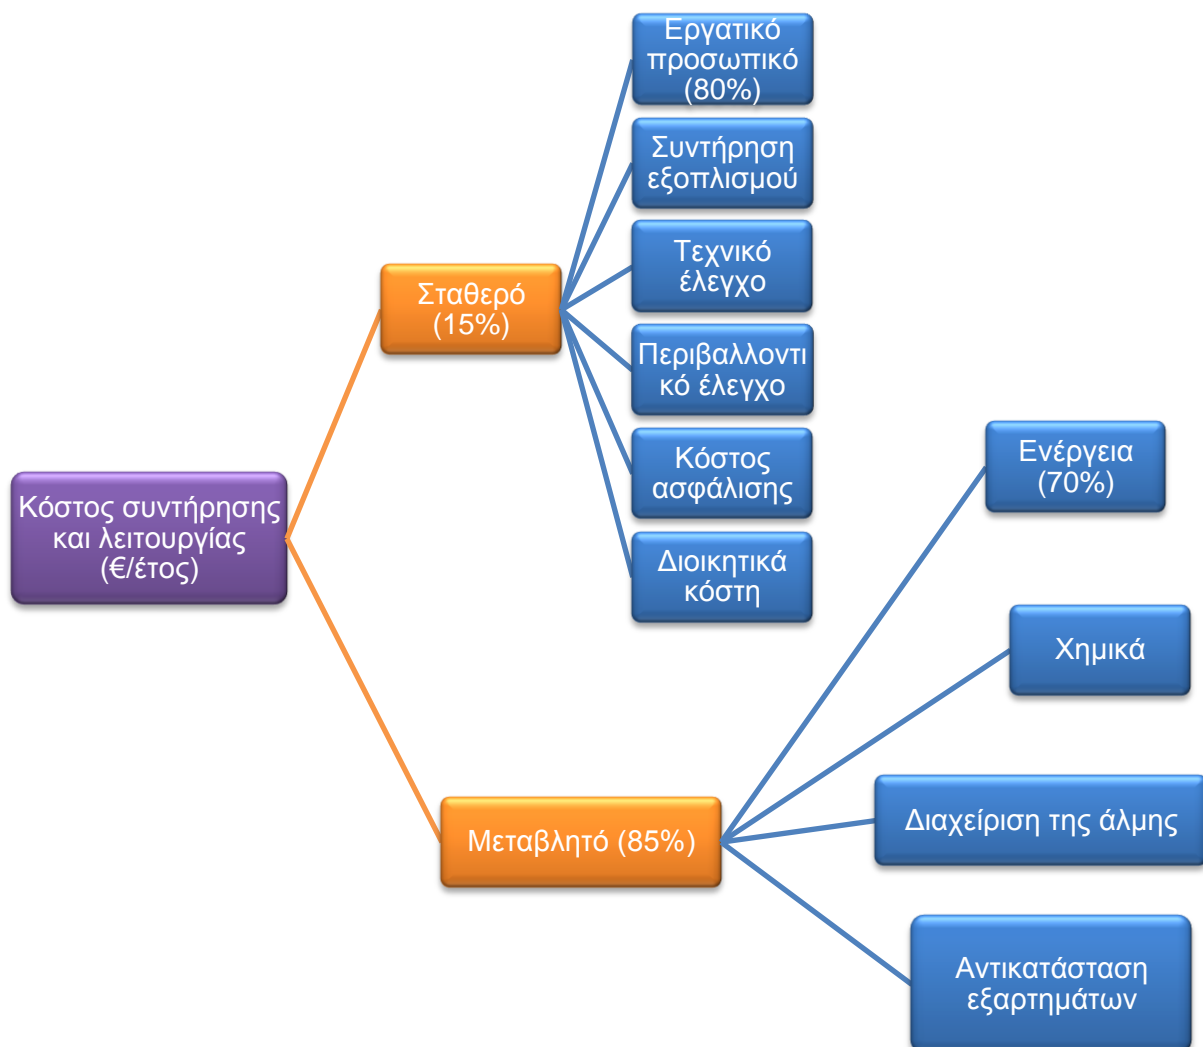 Εργατικό
προσωπικό
(80%)
Συντήρηση
εξοπλισμού
Τεχνικό
έλεγχο
Σταθερό
(15%)
Περιβαλλοντι
κό έλεγχο
Κόστος
ασφάλισης
Διοικητικά
κόστη
Κόστος συντήρησης
και λειτουργίας
(€/έτος)
Ενέργεια
(70%)
Χημικά
Μεταβλητό (85%)
Διαχείριση της άλμης
Αντικατάσταση
εξαρτημάτων